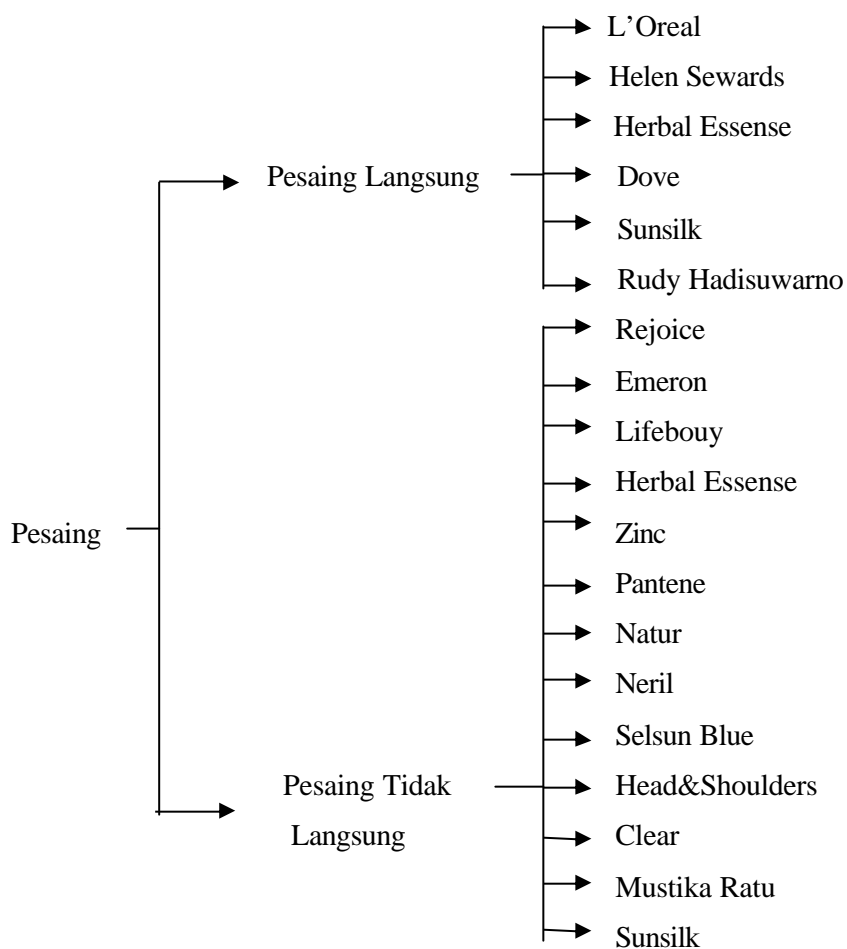 L’Oreal
Helen Sewards
Herbal Essense
Pesaing Langsung
Dove
Sunsilk
Rudy Hadisuwarno
Rejoice
Emeron
Lifebouy
Herbal Essense
Pesaing
Zinc
Pantene
Natur
Neril
Selsun Blue
Pesaing Tidak
Langsung
Head&Shoulders
Clear
Mustika Ratu
Sunsilk